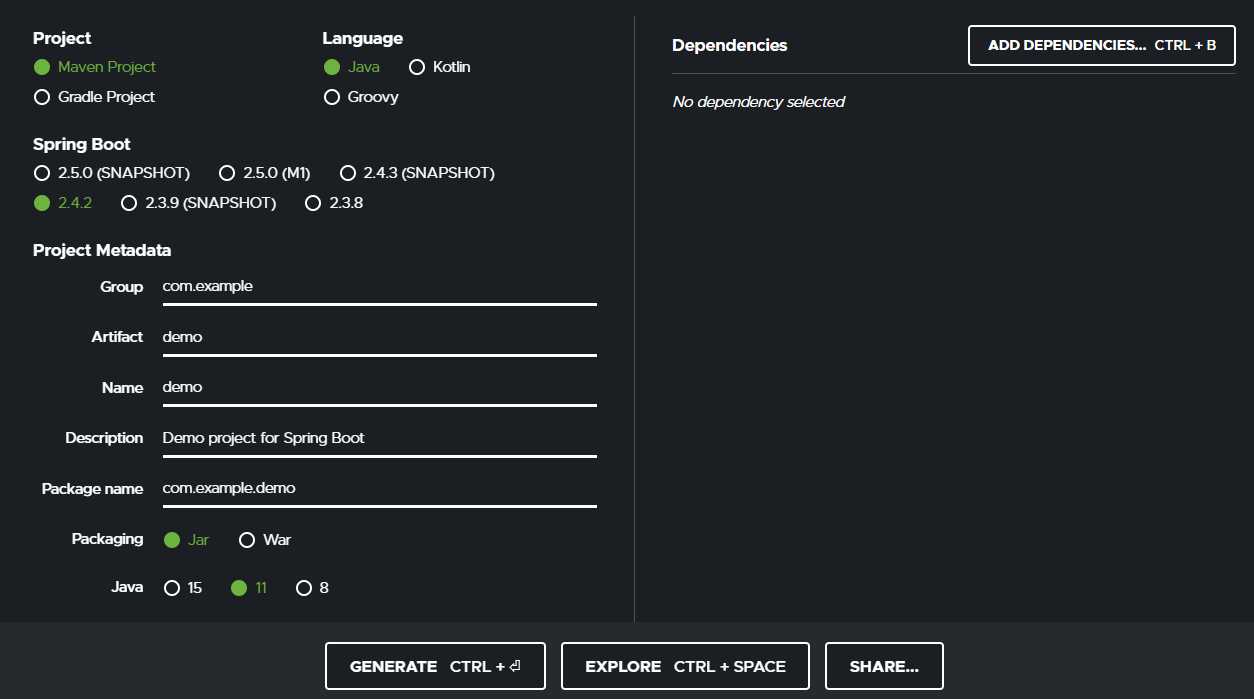 Project
Maven Project
Gradle Project
Language
Java Kotlin
Groovy
Spring Boot
2.5.0 (SNAPSHOT) 2.5.0 (M1) 2.4.3 (SNAPSHOT)
2.4.2 2.3.9 (SNAPSHOT) 2.3.8
Project Metadata
Group com.example
Artifact demo
Name demo
Description Demo project for Spring Boot
Package name com.example.demo
Packaging Jar War
Java 15 11 8
Dependencies
ADD DEPENDENCIES... CTRL + B
No dependency selected
GENERATE CTRL + ⏎
EXPLORE CTRL + SPACE
SHARE...